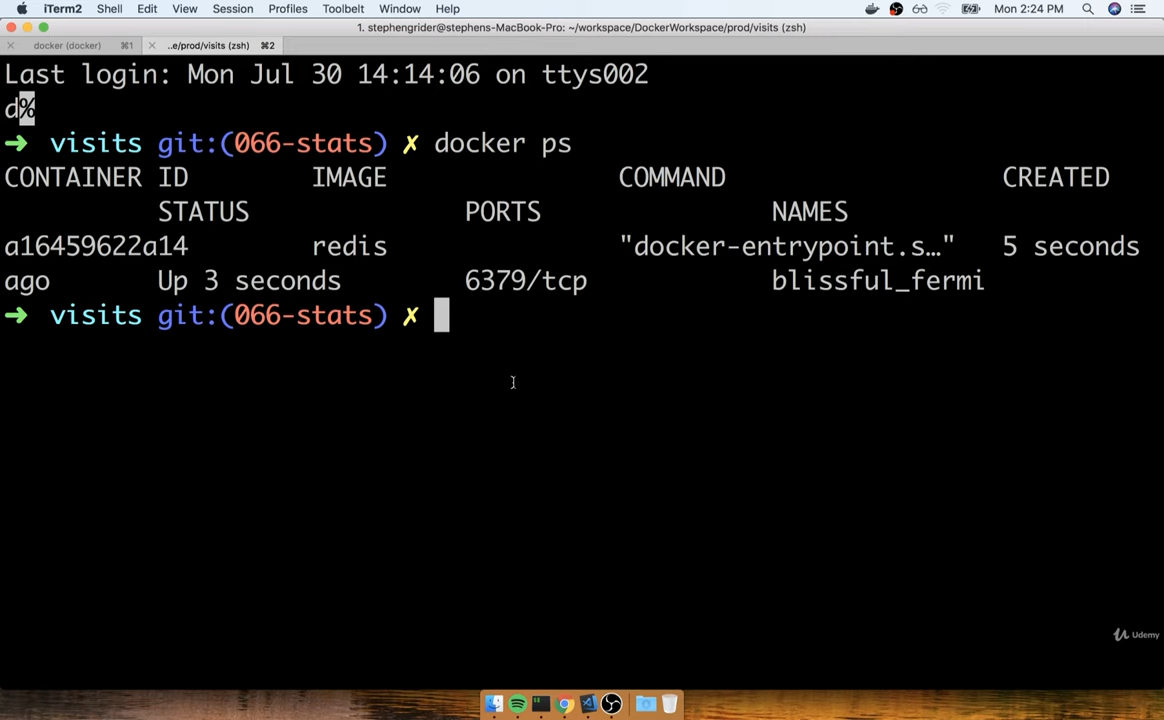 iTerm2 Shell Edit View Session Profiles Toolbelt Window Help Mon 2:24 PM
1. stephengrider@stephens-MacBook-Pro: ~/workspace/DockerWorkspace/prod/visits (zsh)
docker (docker) ⌘1 ..e/prod/visits (zsh) ⌘2
Last login: Mon Jul 30 14:14:06 on ttys002
d%
➜ visits git:(066-stats) ✗ docker ps
CONTAINER ID IMAGE COMMAND CREATED
STATUS PORTS NAMES
a16459622a14 redis "docker-entrypoint.s…" 5 seconds
ago Up 3 seconds 6379/tcp blissful_fermi
➜ visits git:(066-stats) ✗
Udemy